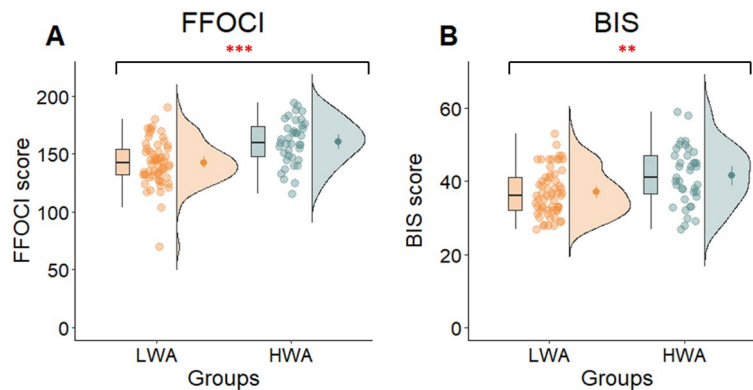 A
FFOCI
***
FFOCI score
200
150
100
50
0
LWA
HWA
Groups
B
BIS
**
BIS score
60
40
20
0
LWA
HWA
Groups